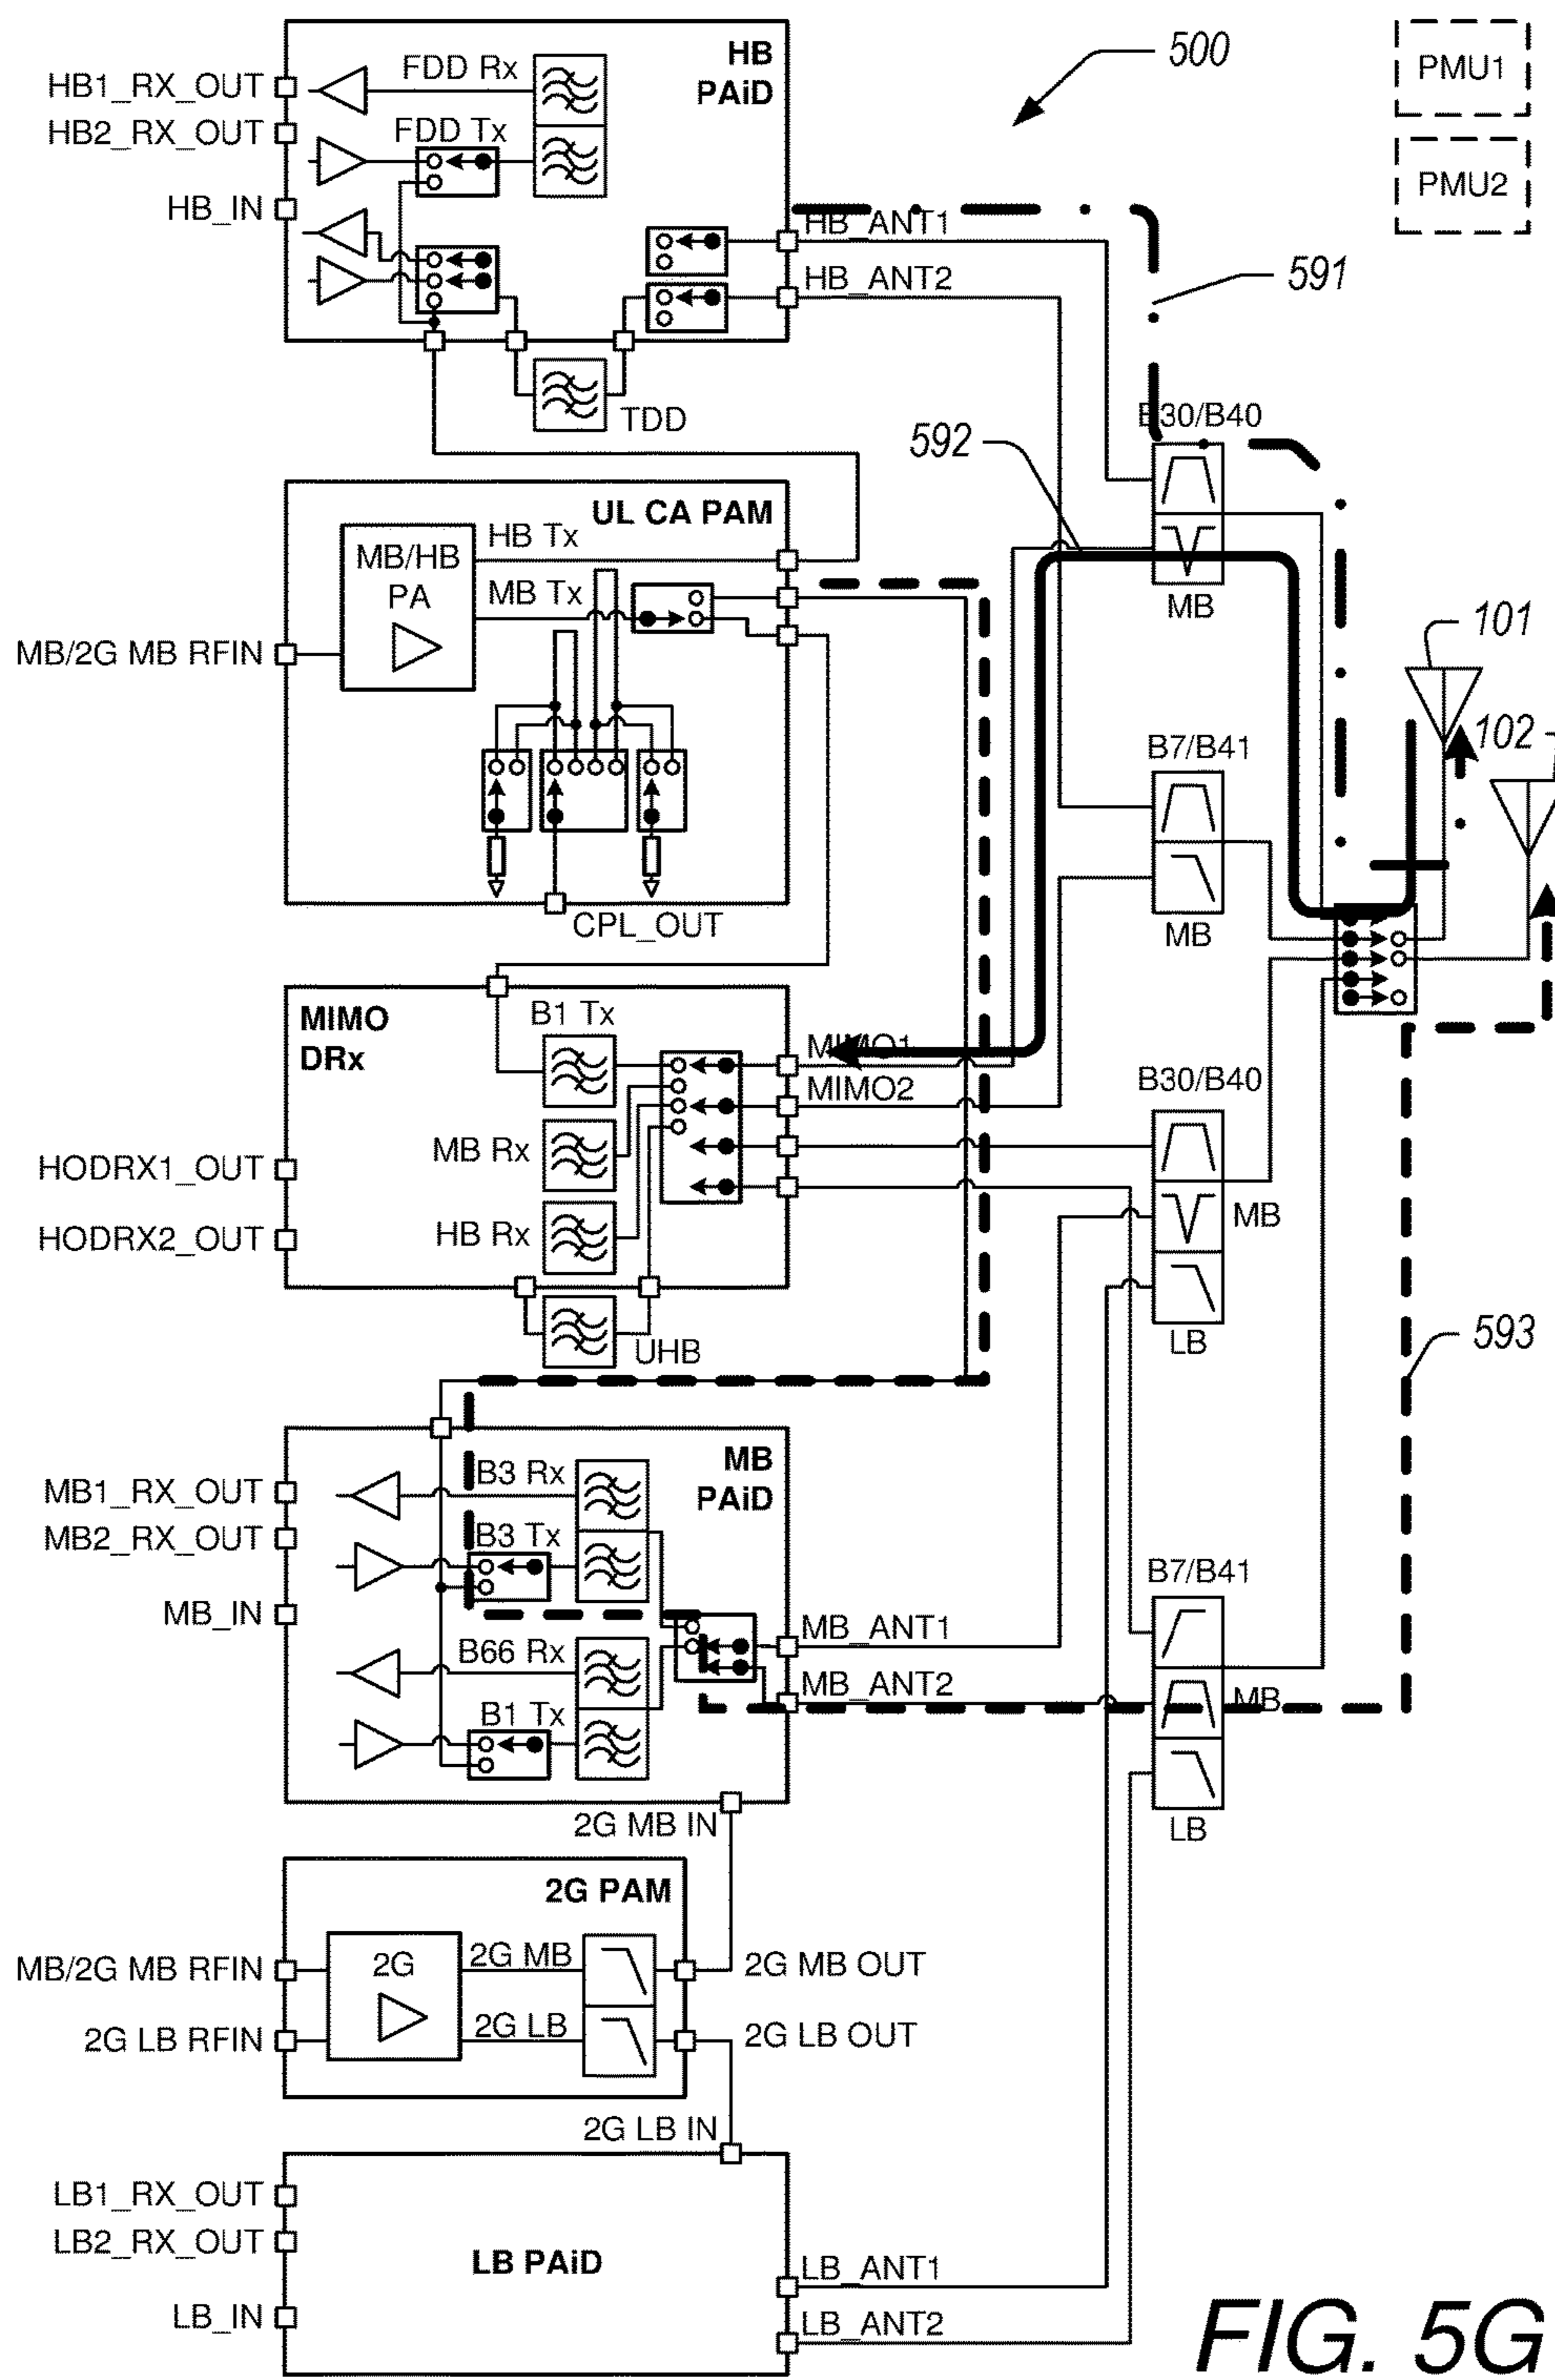 HB
PAiD
FDD Rx
FDD Tx
HB1_RX_OUT
HB2_RX_OUT
HB_IN
HB_ANT1
HB_ANT2
TDD
500
PMU1
PMU2
591
592
B30/B40
MB
UL CA PAM
MB/HB
PA
HB Tx
MB Tx
MB/2G MB RFIN
CPL_OUT
101
102
B7/B41
MB
MIMO
DRx
B1 Tx
MB Rx
HB Rx
UHB
MIMO1
MIMO2
HODRX1_OUT
HODRX2_OUT
B30/B40
MB
LB
593
MB
PAiD
B3 Rx
B3 Tx
B66 Rx
B1 Tx
MB1_RX_OUT
MB2_RX_OUT
MB_IN
MB_ANT1
MB_ANT2
B7/B41
MB
LB
2G MB IN
2G PAM
2G
2G MB
2G LB
MB/2G MB RFIN
2G LB RFIN
2G MB OUT
2G LB OUT
2G LB IN
LB PAiD
LB1_RX_OUT
LB2_RX_OUT
LB_IN
LB_ANT1
LB_ANT2
FIG. 5G